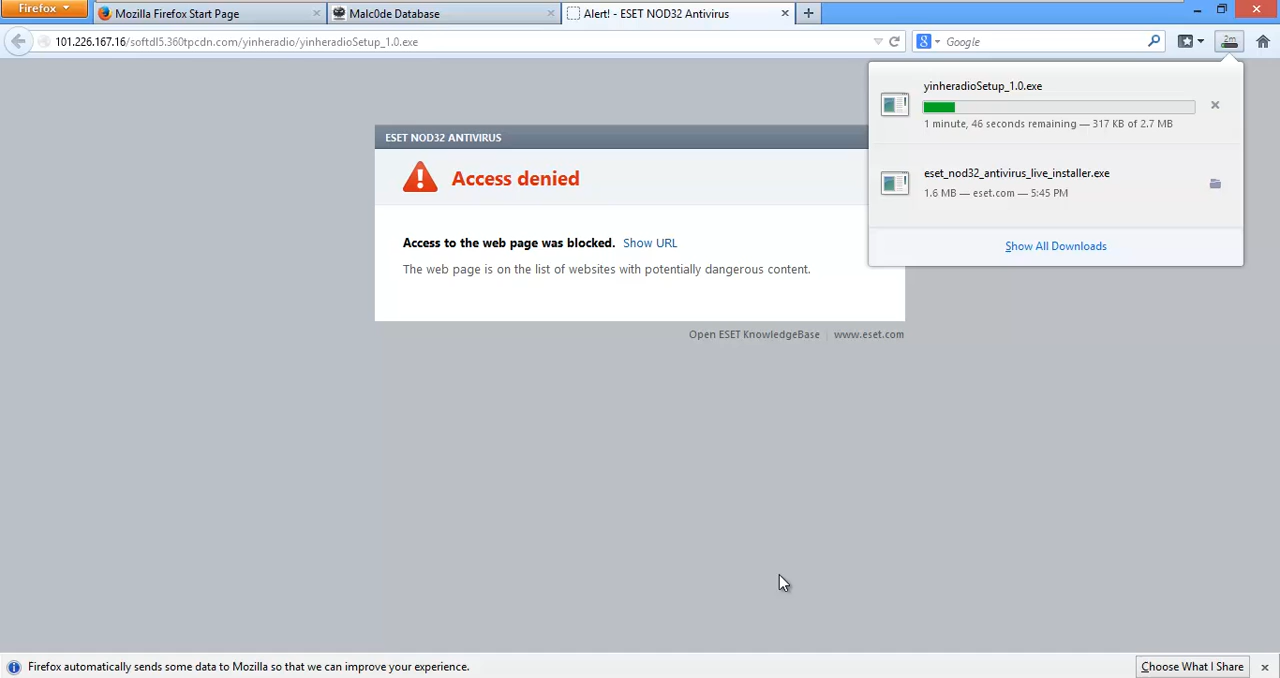 Firefox
Mozilla Firefox Start Page
Malc0de Database
Alert! - ESET NOD32 Antivirus
101.226.167.16/softdl5.360tpcdn.com/yinheradio/yinheradioSetup_1.0.exe
8
Google
2m
yinheradioSetup_1.0.exe
1 minute, 46 seconds remaining — 317 KB of 2.7 MB
eset_nod32_antivirus_live_installer.exe
1.6 MB — eset.com — 5:45 PM
Show All Downloads
ESET NOD32 ANTIVIRUS
Access denied
Access to the web page was blocked. Show URL
The web page is on the list of websites with potentially dangerous content.
Open ESET KnowledgeBase | www.eset.com
Firefox automatically sends some data to Mozilla so that we can improve your experience.
Choose What I Share